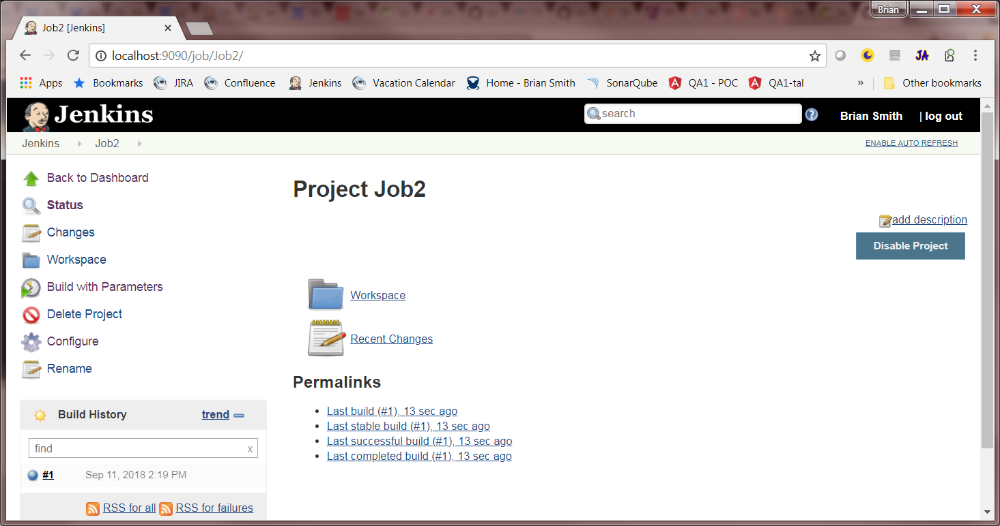 Brian
Job2 [Jenkins]
localhost:9090/job/Job2/
JA
Apps Bookmarks JIRA Confluence Jenkins Vacation Calendar Home - Brian Smith SonarQube QA1 - POC QA1-tal » Other bookmarks
Jenkins search ? Brian Smith | log out
Jenkins Job2 ENABLE AUTO REFRESH
Back to Dashboard
Status
Changes
Workspace
Build with Parameters
Delete Project
Configure
Rename
Build History trend
find x
#1 Sep 11, 2018 2:19 PM
RSS for all RSS for failures
Project Job2
add description
Disable Project
Workspace
Recent Changes
Permalinks
Last build (#1), 13 sec ago
Last stable build (#1), 13 sec ago
Last successful build (#1), 13 sec ago
Last completed build (#1), 13 sec ago